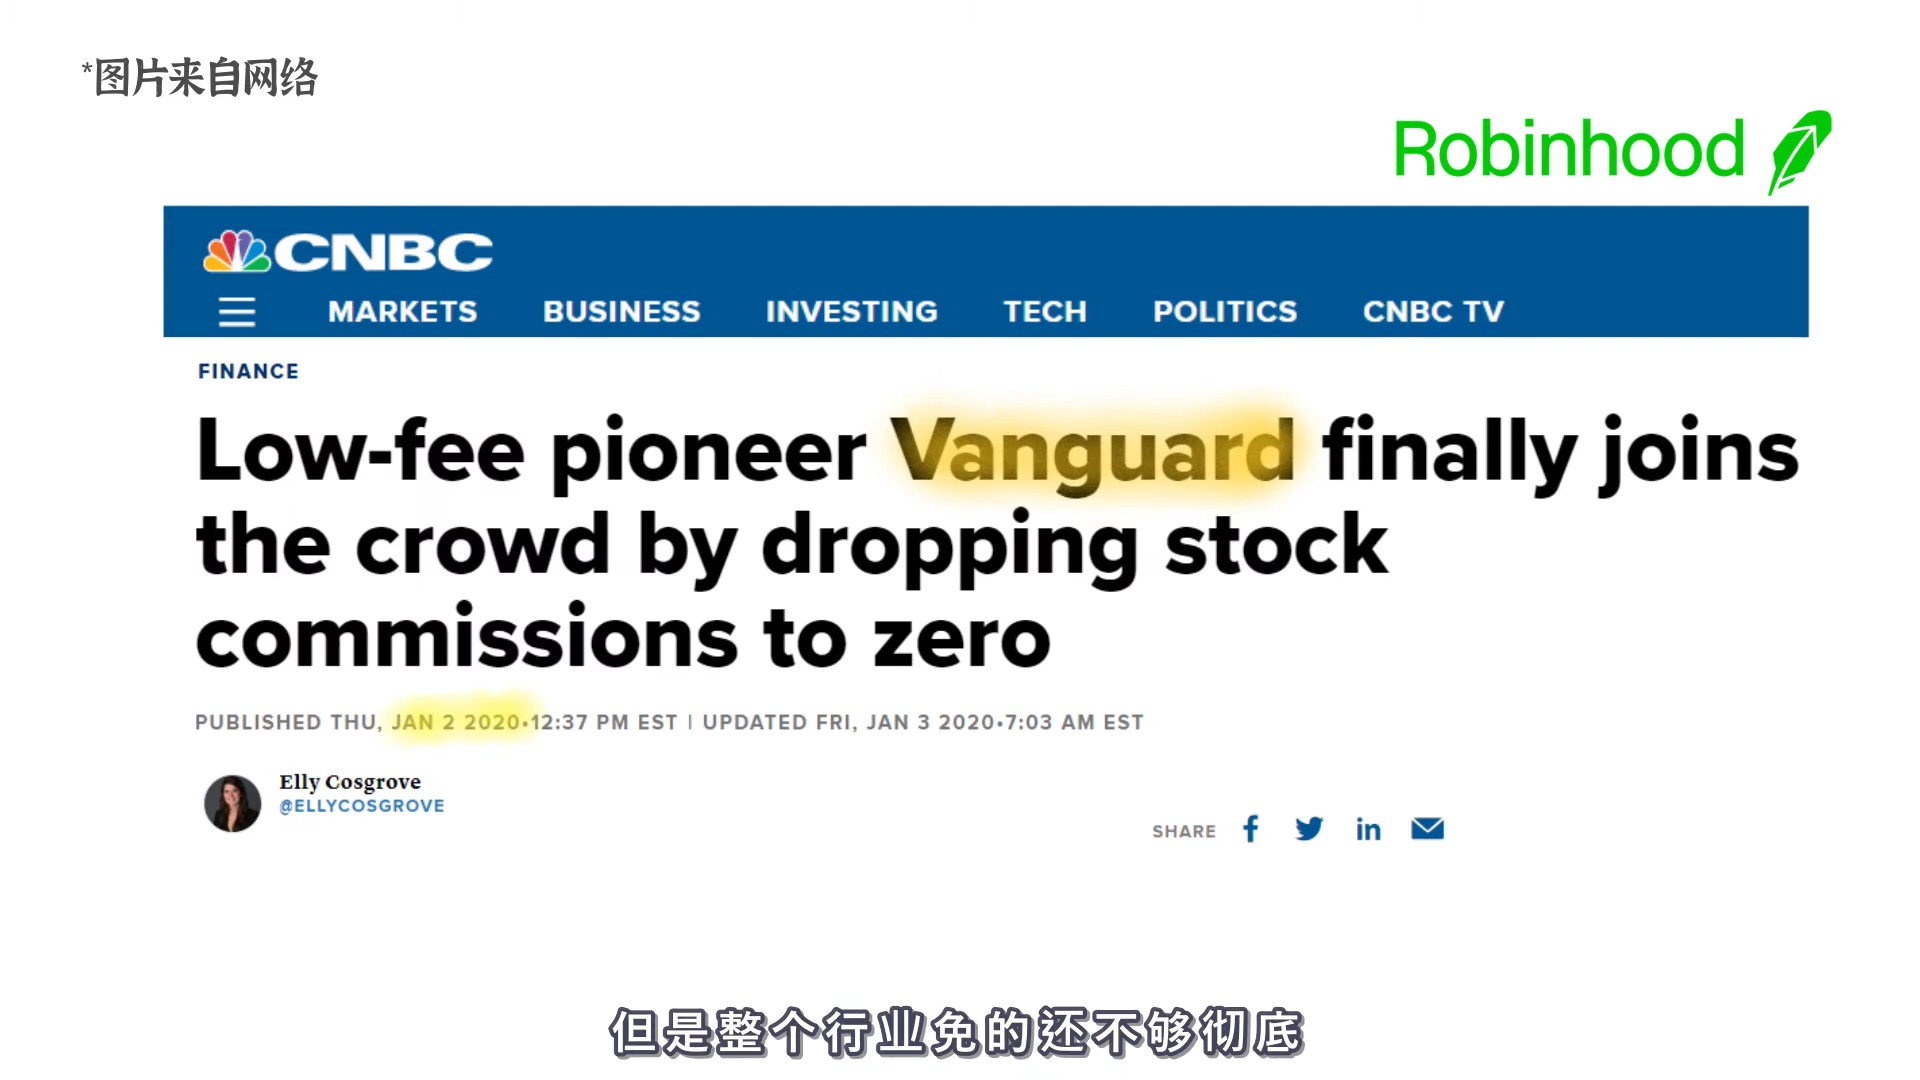 *图片来自网络
Robinhood
CNBC
MARKETS BUSINESS INVESTING TECH POLITICS CNBC TV
FINANCE
Low-fee pioneer Vanguard finally joins
the crowd by dropping stock
commissions to zero
PUBLISHED THU, JAN 2 2020•12:37 PM EST | UPDATED FRI, JAN 3 2020•7:03 AM EST
Elly Cosgrove
@ELLYCOSGROVE
SHARE
但是整个行业免的还不够彻底